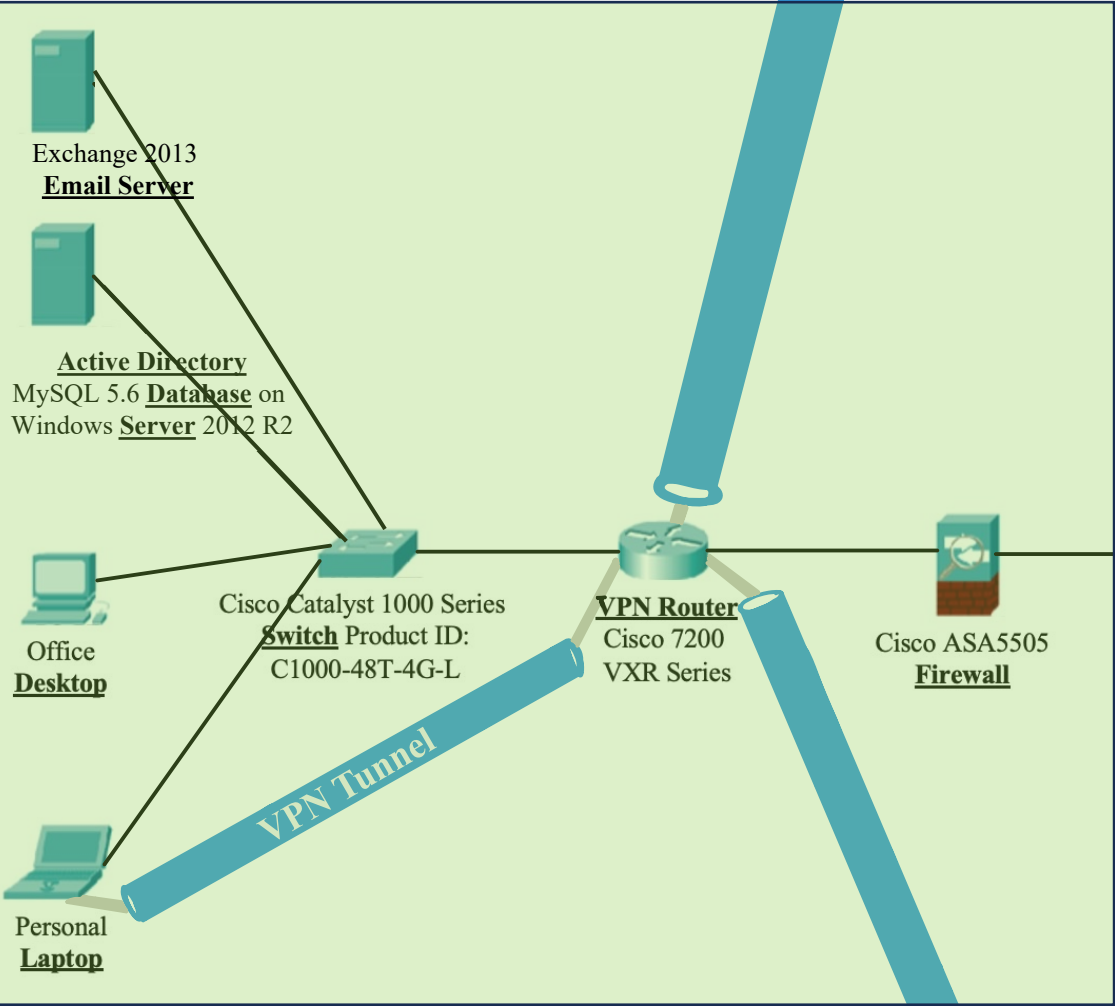 Exchange 2013
Email Server
Active Directory
MySQL 5.6 Database on
Windows Server 2012 R2
Office
Desktop
Cisco Catalyst 1000 Series
Switch Product ID:
C1000-48T-4G-L
VPN Router
Cisco 7200
VXR Series
Cisco ASA5505
Firewall
VPN Tunnel
Personal
Laptop